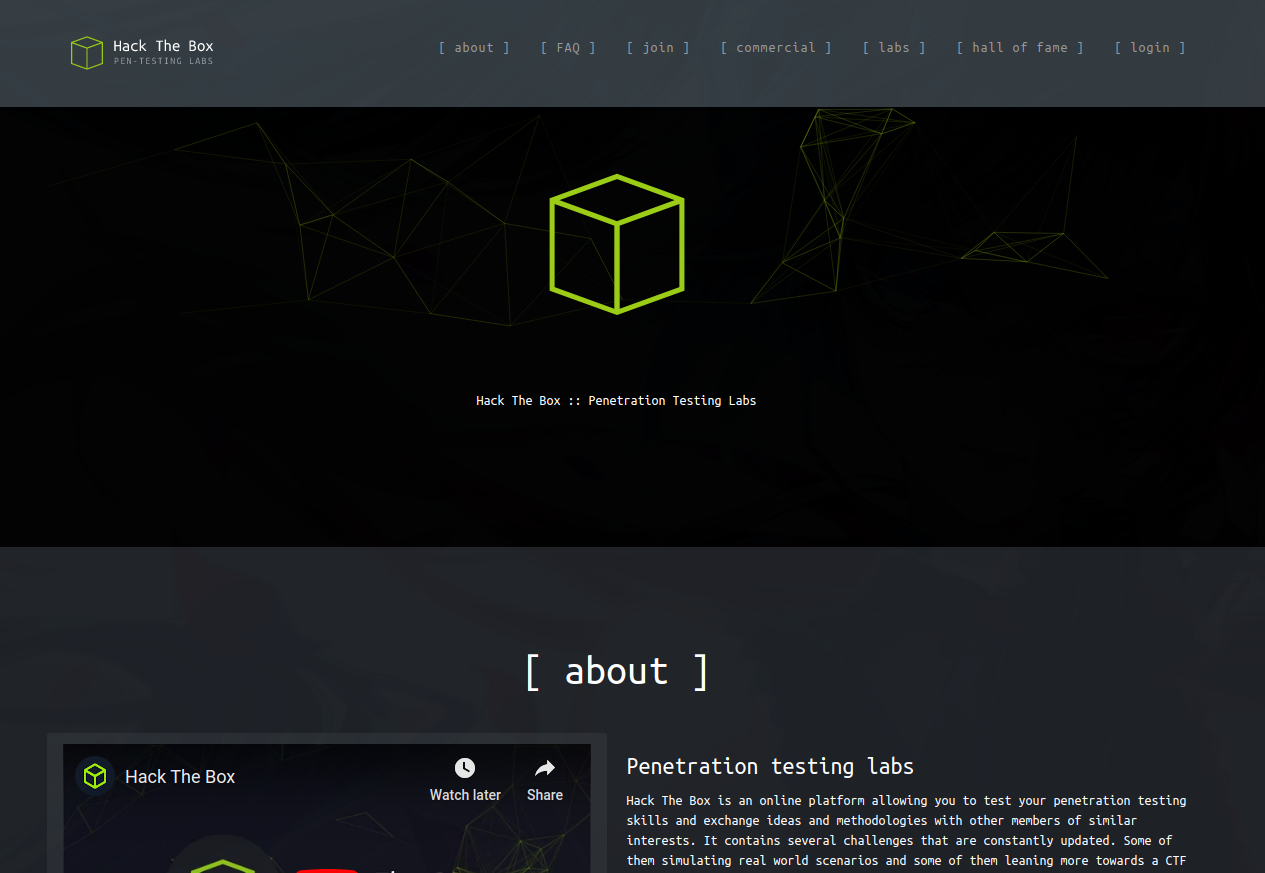 Hack The Box
PEN-TESTING LABS
[ about ] [ FAQ ] [ join ] [ commercial ] [ labs ] [ hall of fame ] [ login ]
Hack The Box :: Penetration Testing Labs
[ about ]
Hack The Box
Watch later
Share
Penetration testing labs
Hack The Box is an online platform allowing you to test your penetration testing
skills and exchange ideas and methodologies with other members of similar
interests. It contains several challenges that are constantly updated. Some of
them simulating real world scenarios and some of them leaning more towards a CTF